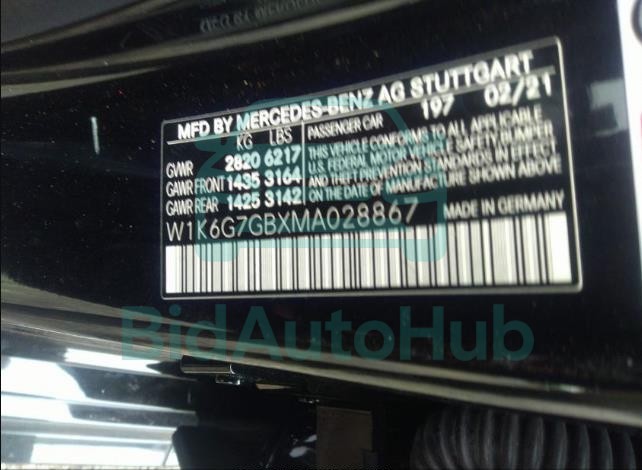 MFD BY MERCEDES-BENZ AG STUTTGART
KG LBS
GVWR 2820 6217
GAWR FRONT 1435 3164
GAWR REAR 1425 3142
PASSENGER CAR 197 02/21
THIS VEHICLE CONFORMS TO ALL APPLICABLE
U.S. FEDERAL MOTOR VEHICLE SAFETY BUMPER,
AND THEFT PREVENTION STANDARDS IN EFFECT
ON THE DATE OF MANUFACTURE SHOWN ABOVE
W1K6G7GBXMA028867
MADE IN GERMANY
BidAutoHub